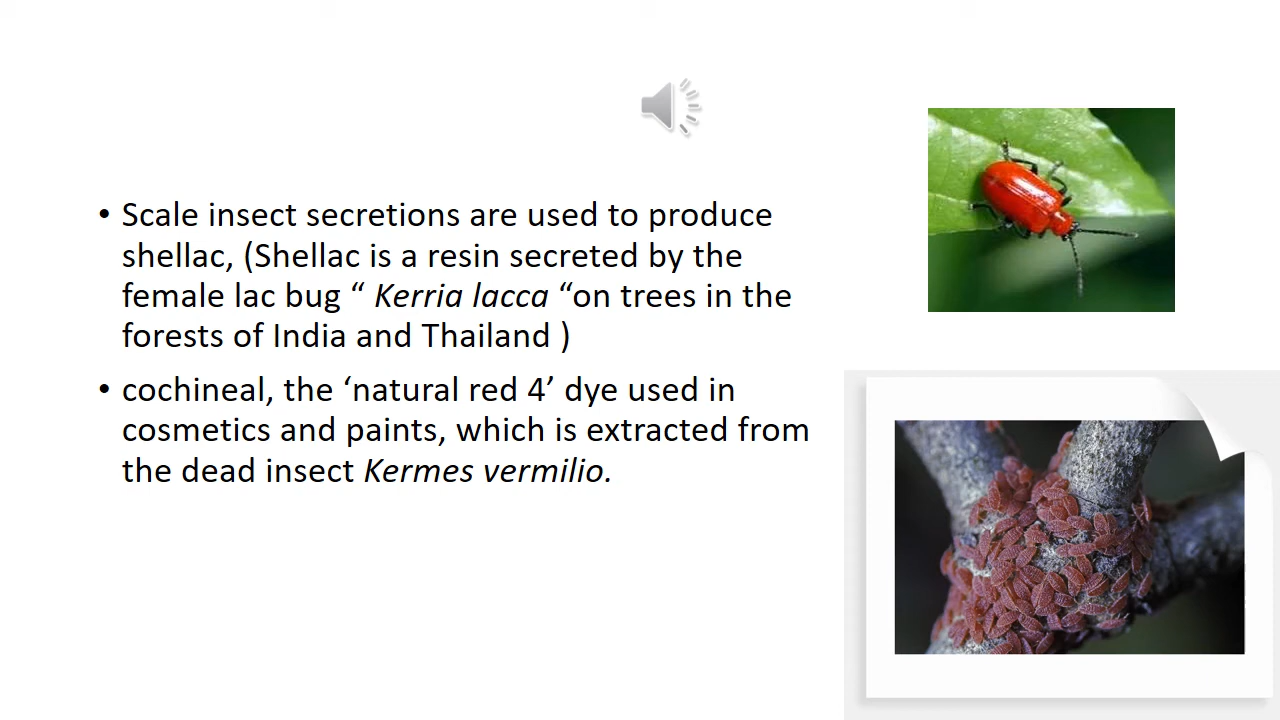 • Scale insect secretions are used to produce
shellac, (Shellac is a resin secreted by the
female lac bug “ Kerria lacca “on trees in the
forests of India and Thailand )
• cochineal, the ‘natural red 4’ dye used in
cosmetics and paints, which is extracted from
the dead insect Kermes vermilio.